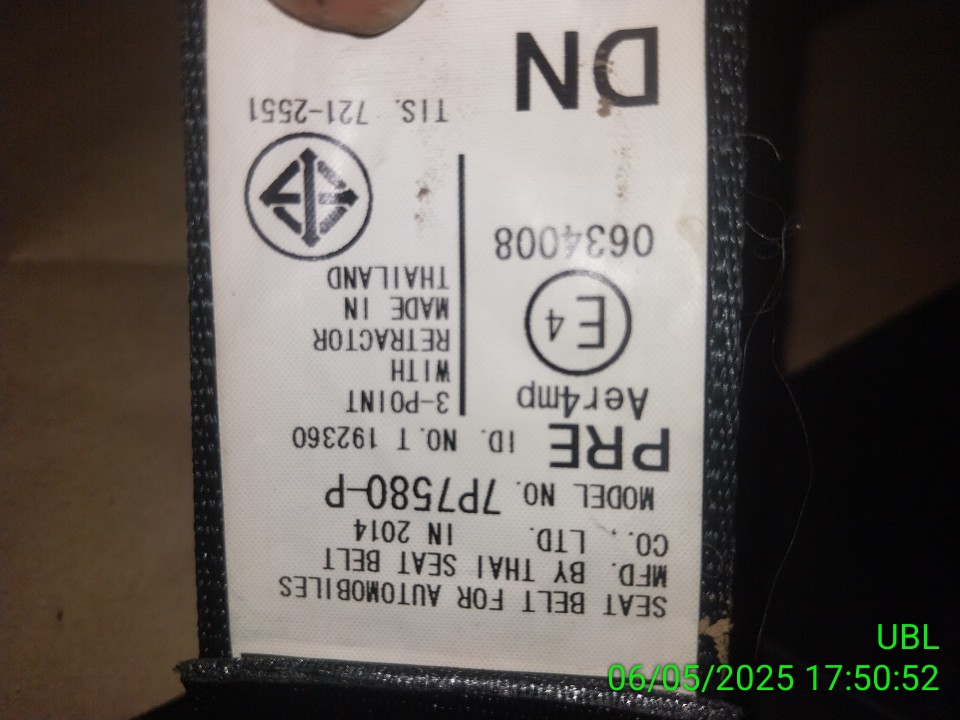 SEAT BELT FOR AUTOMOBILES
MFD. BY THAI SEAT BELT
CO., LTD. IN 2014
MODEL NO. 7P7580-P
PRE ID. NO. T 192360
Aer4mp
E4
0634008
3-POINT
WITH
RETRACTOR
MADE IN
THAILAND
TIS. 721-2551
DN
UBL
06/05/2025 17:50:52